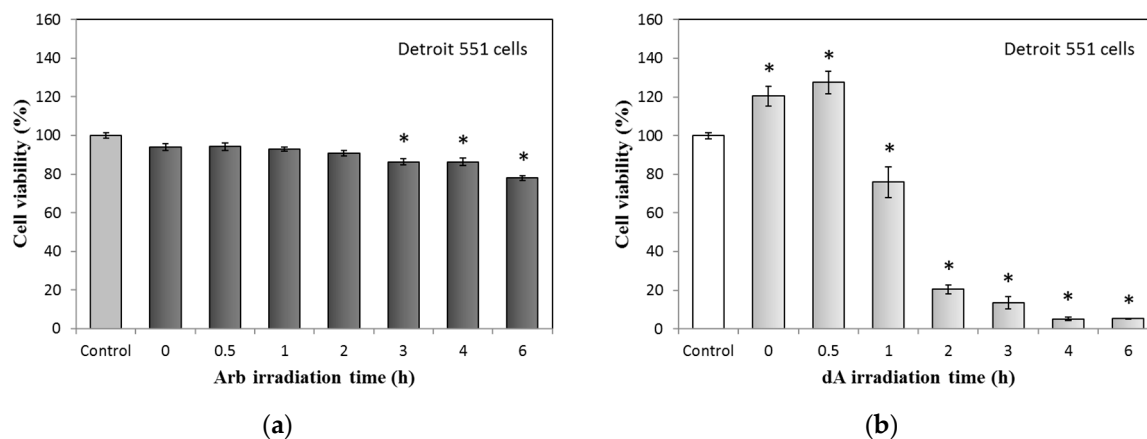 160
140
120
100
80
60
40
20
0
Cell viability (%)
Detroit 551 cells
*
*
*
Control 0 0.5 1 2 3 4 6
Arb irradiation time (h)
(a)
160
140
120
100
80
60
40
20
0
Cell viability (%)
Detroit 551 cells
*
*
*
*
*
*
*
Control 0 0.5 1 2 3 4 6
dA irradiation time (h)
(b)